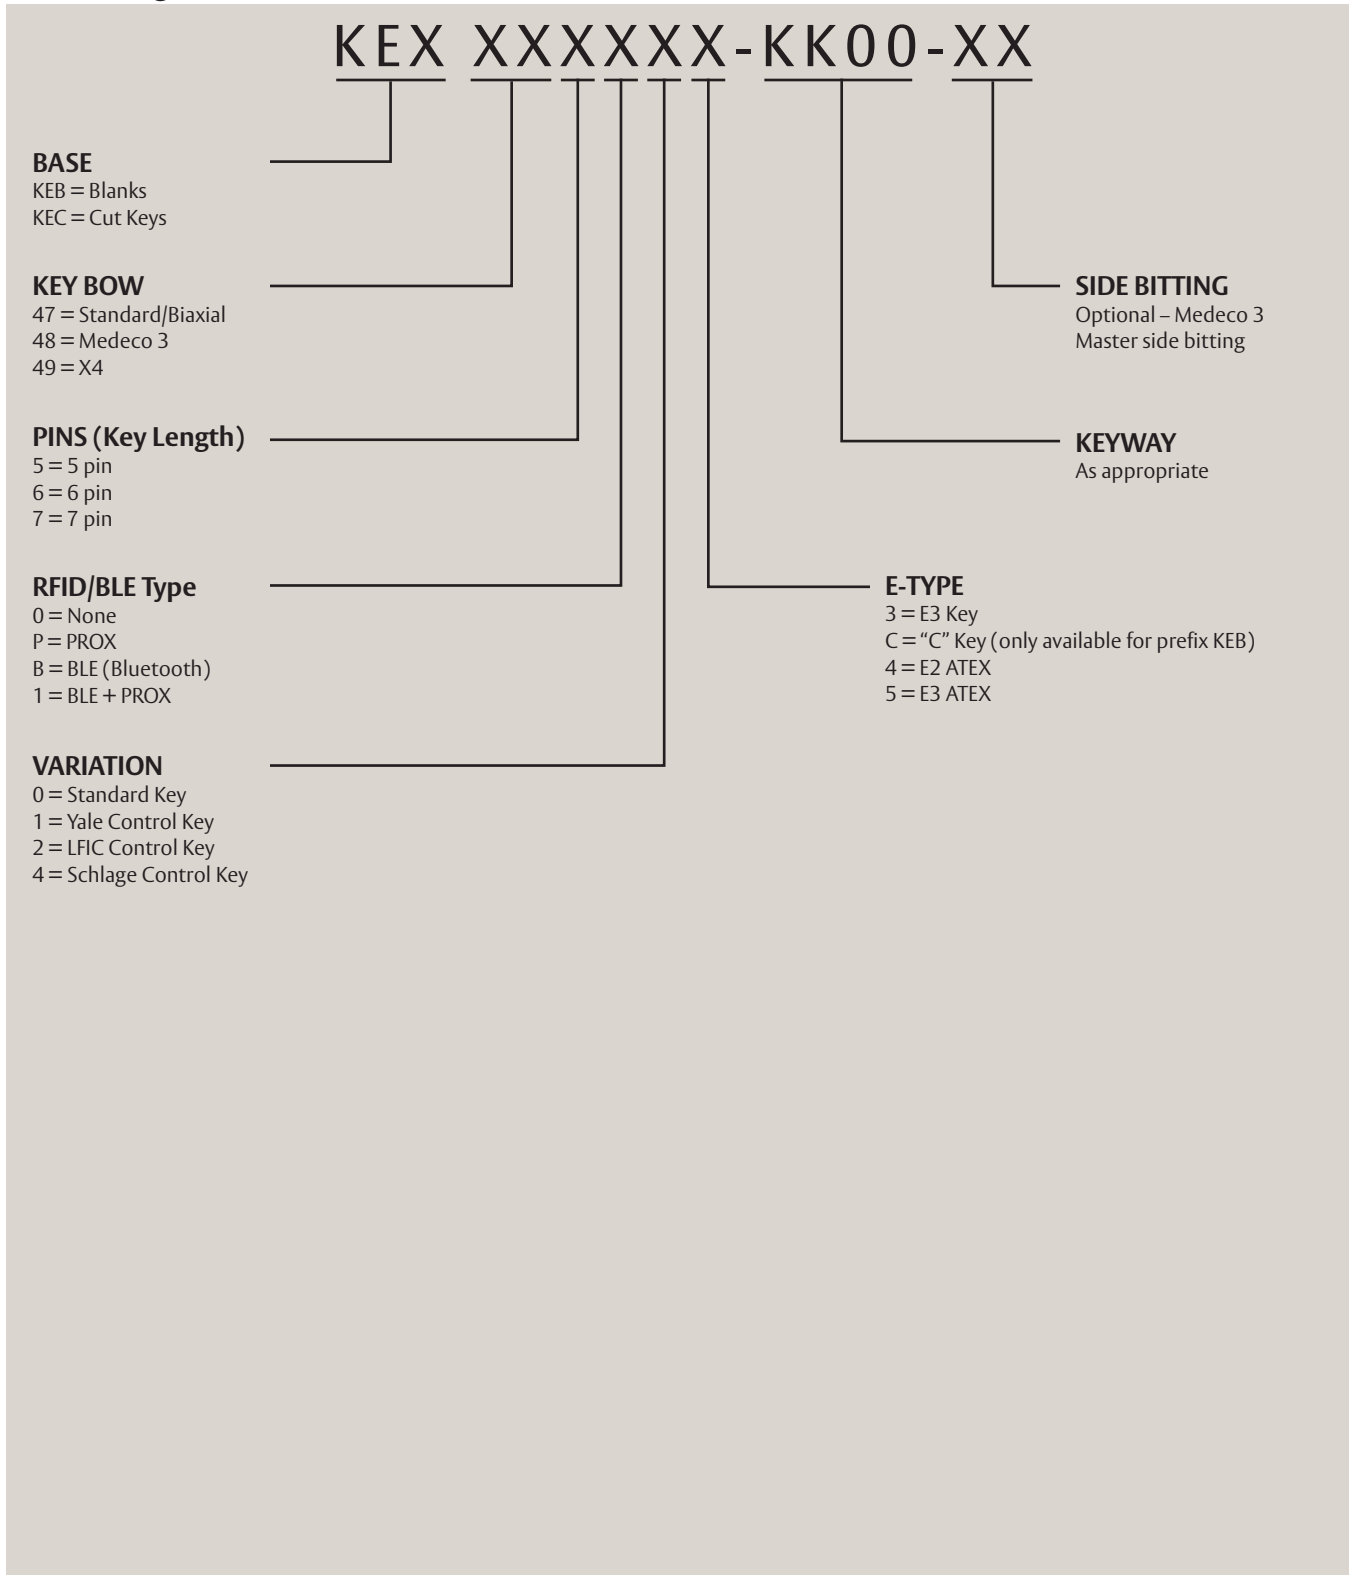 KEX XXXXXX-KK00-XX
BASE
KEB = Blanks
KEC = Cut Keys
KEY BOW
47 = Standard/Biaxial
48 = Medeco 3
49 = X4
PINS (Key Length)
5 = 5 pin
6 = 6 pin
7 = 7 pin
RFID/BLE Type
0 = None
P = PROX
B = BLE (Bluetooth)
1 = BLE + PROX
VARIATION
0 = Standard Key
1 = Yale Control Key
2 = LFIC Control Key
4 = Schlage Control Key
SIDE BITTING
Optional – Medeco 3
Master side bitting
KEYWAY
As appropriate
E-TYPE
3 = E3 Key
C = “C” Key (only available for prefix KEB)
4 = E2 ATEX
5 = E3 ATEX